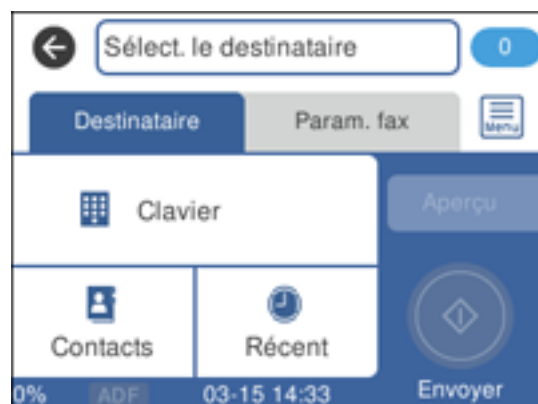 Sélect. le destinataire
0
Destinataire
Param. fax
Menu
Clavier
Aperçu
Contacts
Récent
0%
ADF
03-15 14:33
Envoyer